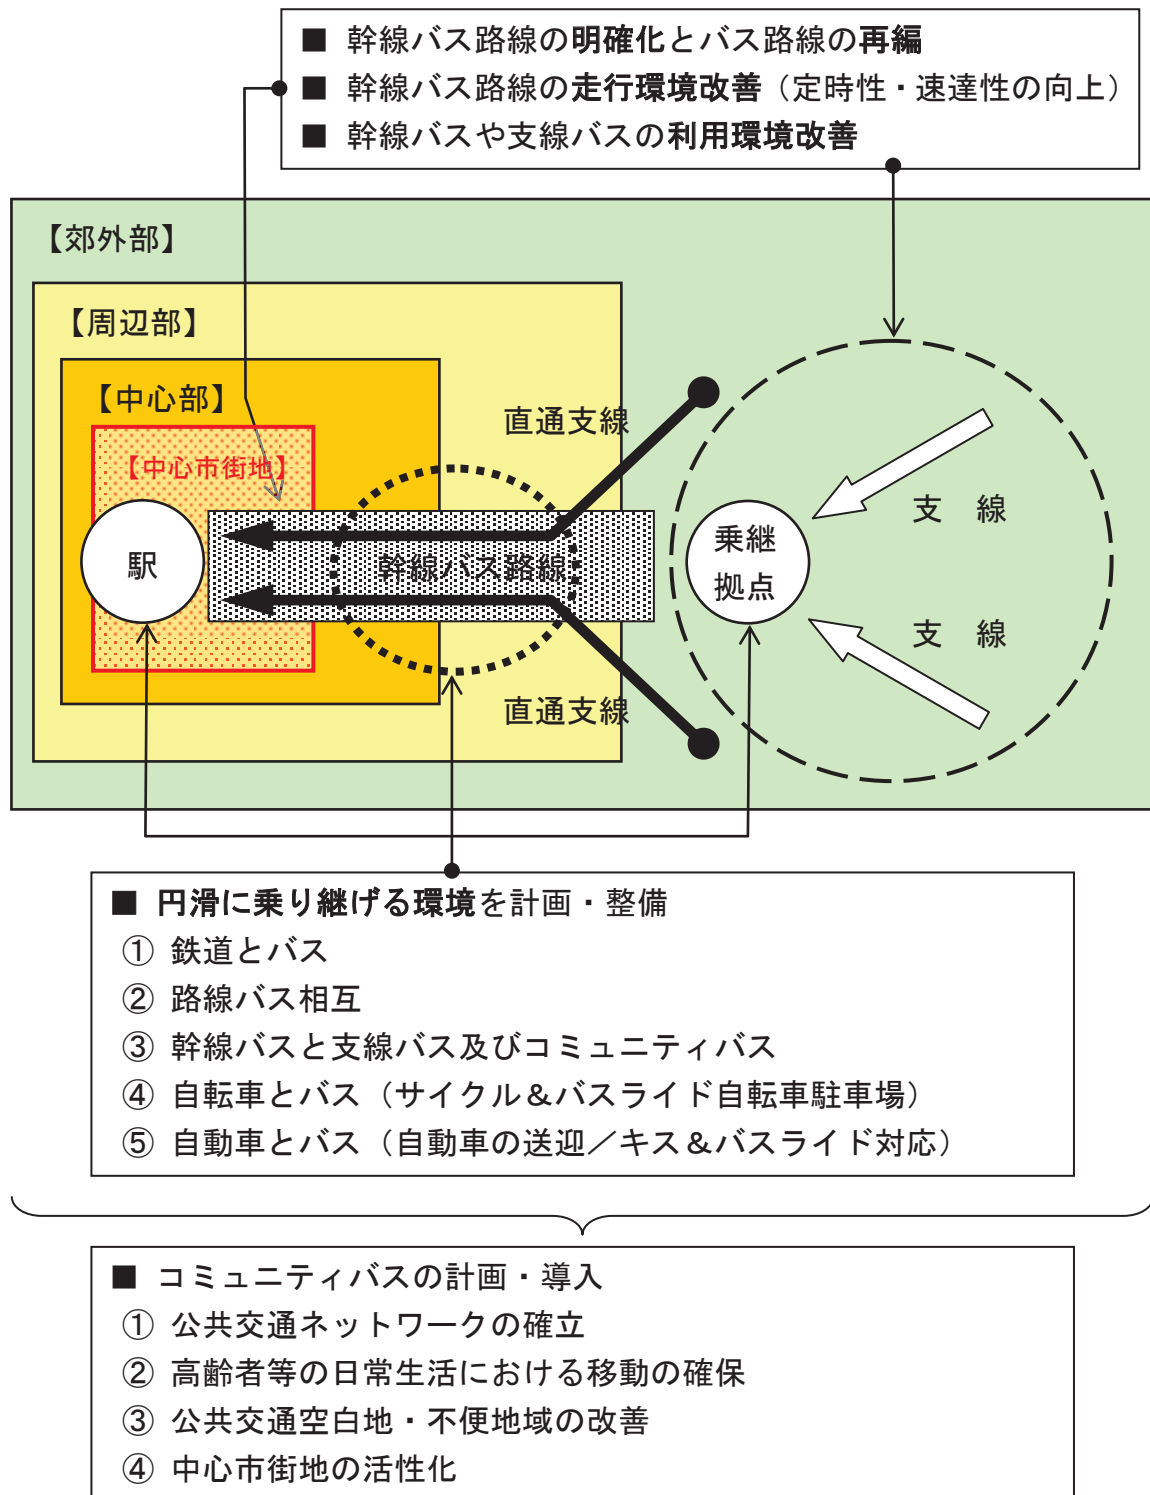 ■ 幹線バス路線の明確化とバス路線の再編
■ 幹線バス路線の走行環境改善（定時性・速達性の向上）
■ 幹線バスや支線バスの利用環境改善
【郊外部】
【周辺部】
【中心部】
【中心市街地】
直通支線
支　線
駅
幹線バス路線
乗継
拠点
支　線
直通支線
■ 円滑に乗り継げる環境を計画・整備
① 鉄道とバス
② 路線バス相互
③ 幹線バスと支線バス及びコミュニティバス
④ 自転車とバス（サイクル＆バスライド自転車駐車場）
⑤ 自動車とバス（自動車の送迎／キス＆バスライド対応）
■ コミュニティバスの計画・導入
① 公共交通ネットワークの確立
② 高齢者等の日常生活における移動の確保
③ 公共交通空白地・不便地域の改善
④ 中心市街地の活性化